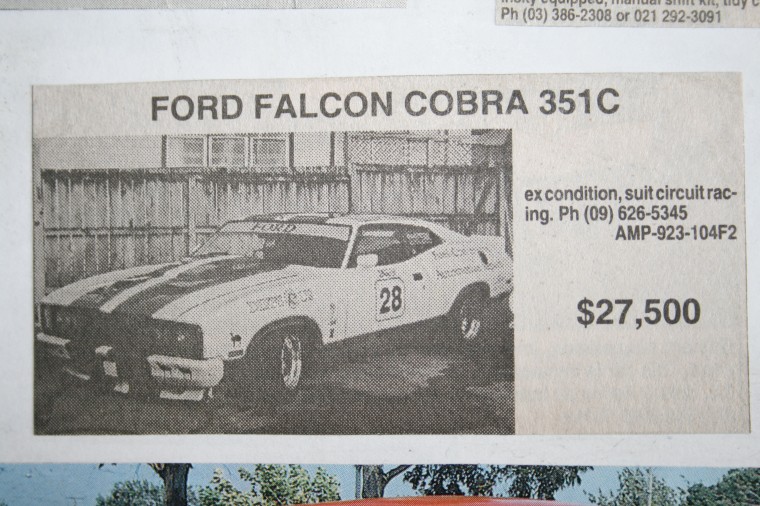 Ph (03) 386-2308 or 021 292-3091
FORD FALCON COBRA 351C
ex condition, suit circuit rac-
ing. Ph (09) 626-5345
AMP-923-104F2
$27,500
FORD
28